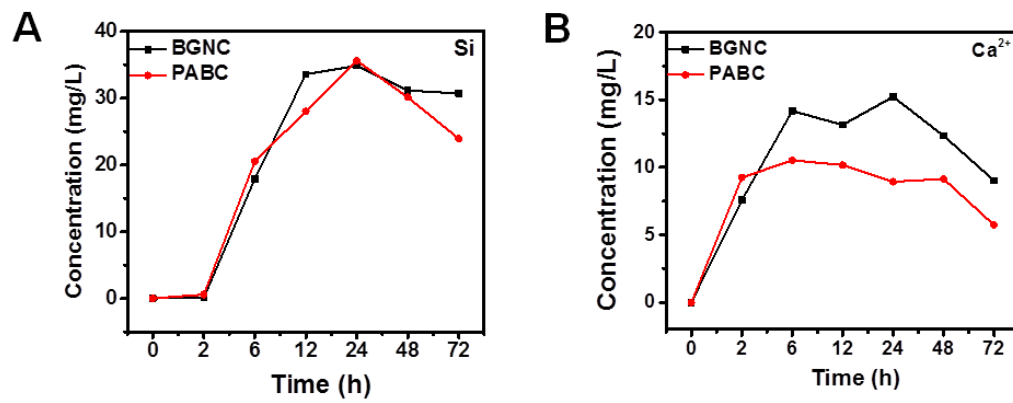 A
Concentration (mg/L)
40
30
20
10
0
BGNC
PABC
Si
0 2 6 12 24 48 72
Time (h)
B
Concentration (mg/L)
20
15
10
5
0
BGNC
PABC
Ca²⁺
0 2 6 12 24 48 72
Time (h)